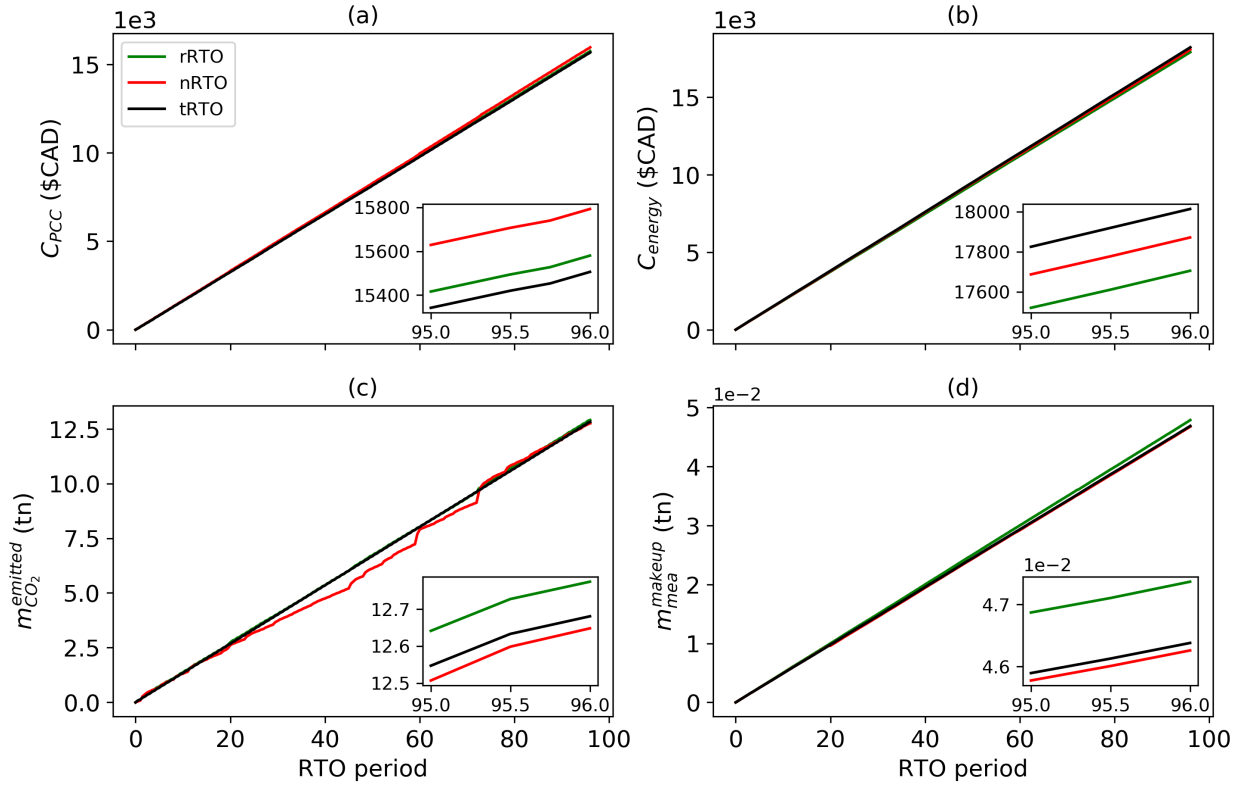 (a)
1e3
15
10
5
0
C_PCC ($CAD)
rRTO
nRTO
tRTO
15800
15600
15400
95.0 95.5 96.0
(b)
1e3
15
10
5
0
C_energy ($CAD)
18000
17800
17600
95.0 95.5 96.0
(c)
12.5
10.0
7.5
5.0
2.5
0.0
m_CO2^emitted (tn)
12.7
12.6
12.5
95.0 95.5 96.0
0 20 40 60 80 100
RTO period
(d)
1e−2
5
4
3
2
1
0
m_mea^makeup (tn)
1e−2
4.7
4.6
95.0 95.5 96.0
0 20 40 60 80 100
RTO period